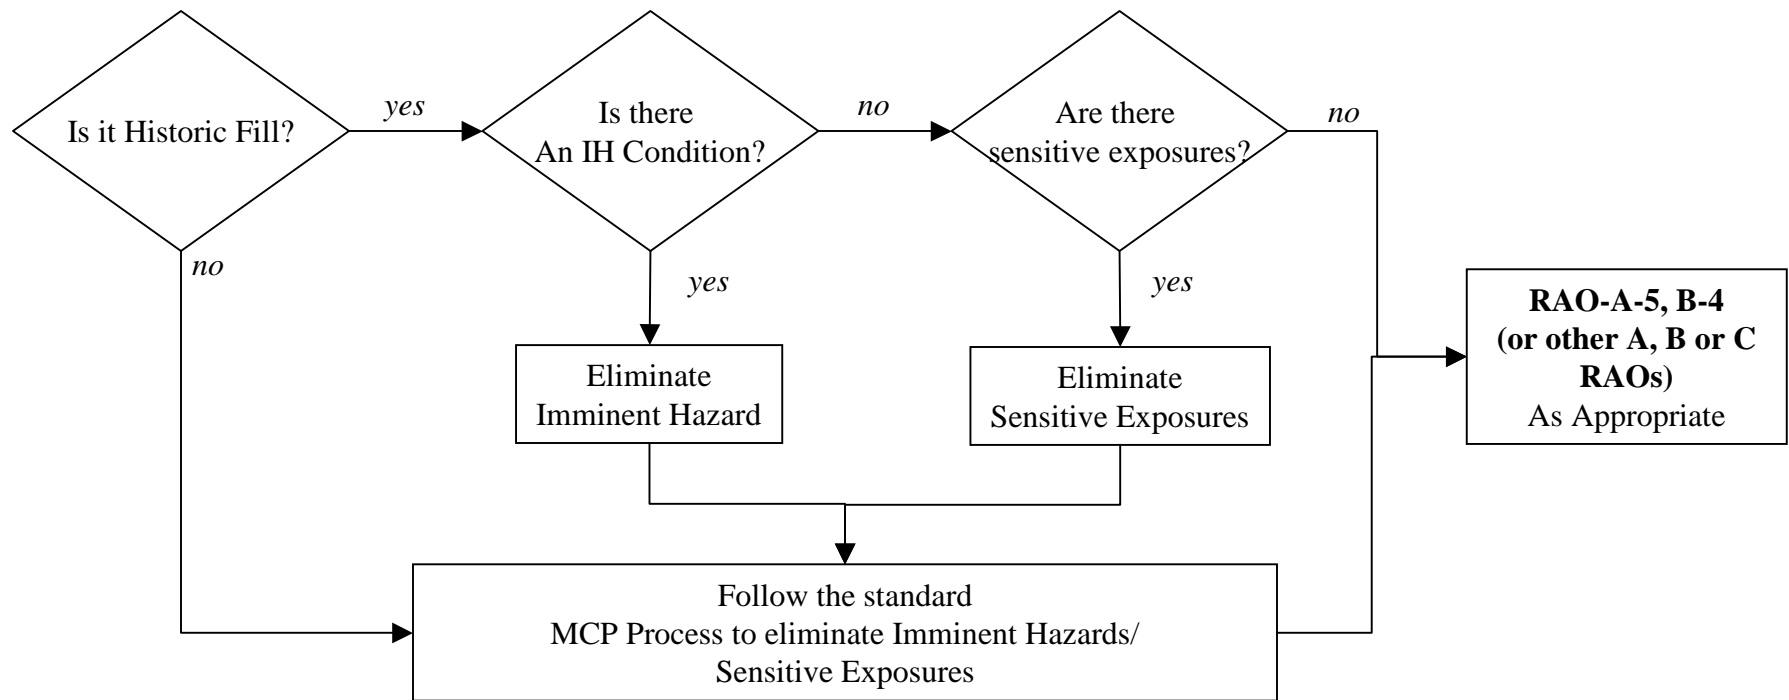 Is it Historic Fill?
yes
no
Is there
An IH Condition?
no
yes
Are there
sensitive exposures?
no
yes
Eliminate
Imminent Hazard
Eliminate
Sensitive Exposures
RAO-A-5, B-4
(or other A, B or C
RAOs)
As Appropriate
Follow the standard
MCP Process to eliminate Imminent Hazards/
Sensitive Exposures